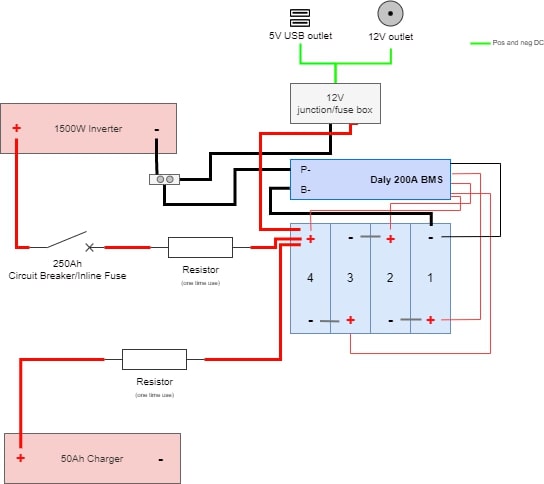 5V USB outlet
12V outlet
Pos and neg DC
12V
junction/fuse box
1500W Inverter
+
-
P-
B-
Daly 200A BMS
+
-
+
-
4
3
2
1
-
+
-
+
250Ah
Circuit Breaker/Inline Fuse
Resistor
(one time use)
Resistor
(one time use)
+
50Ah Charger
-